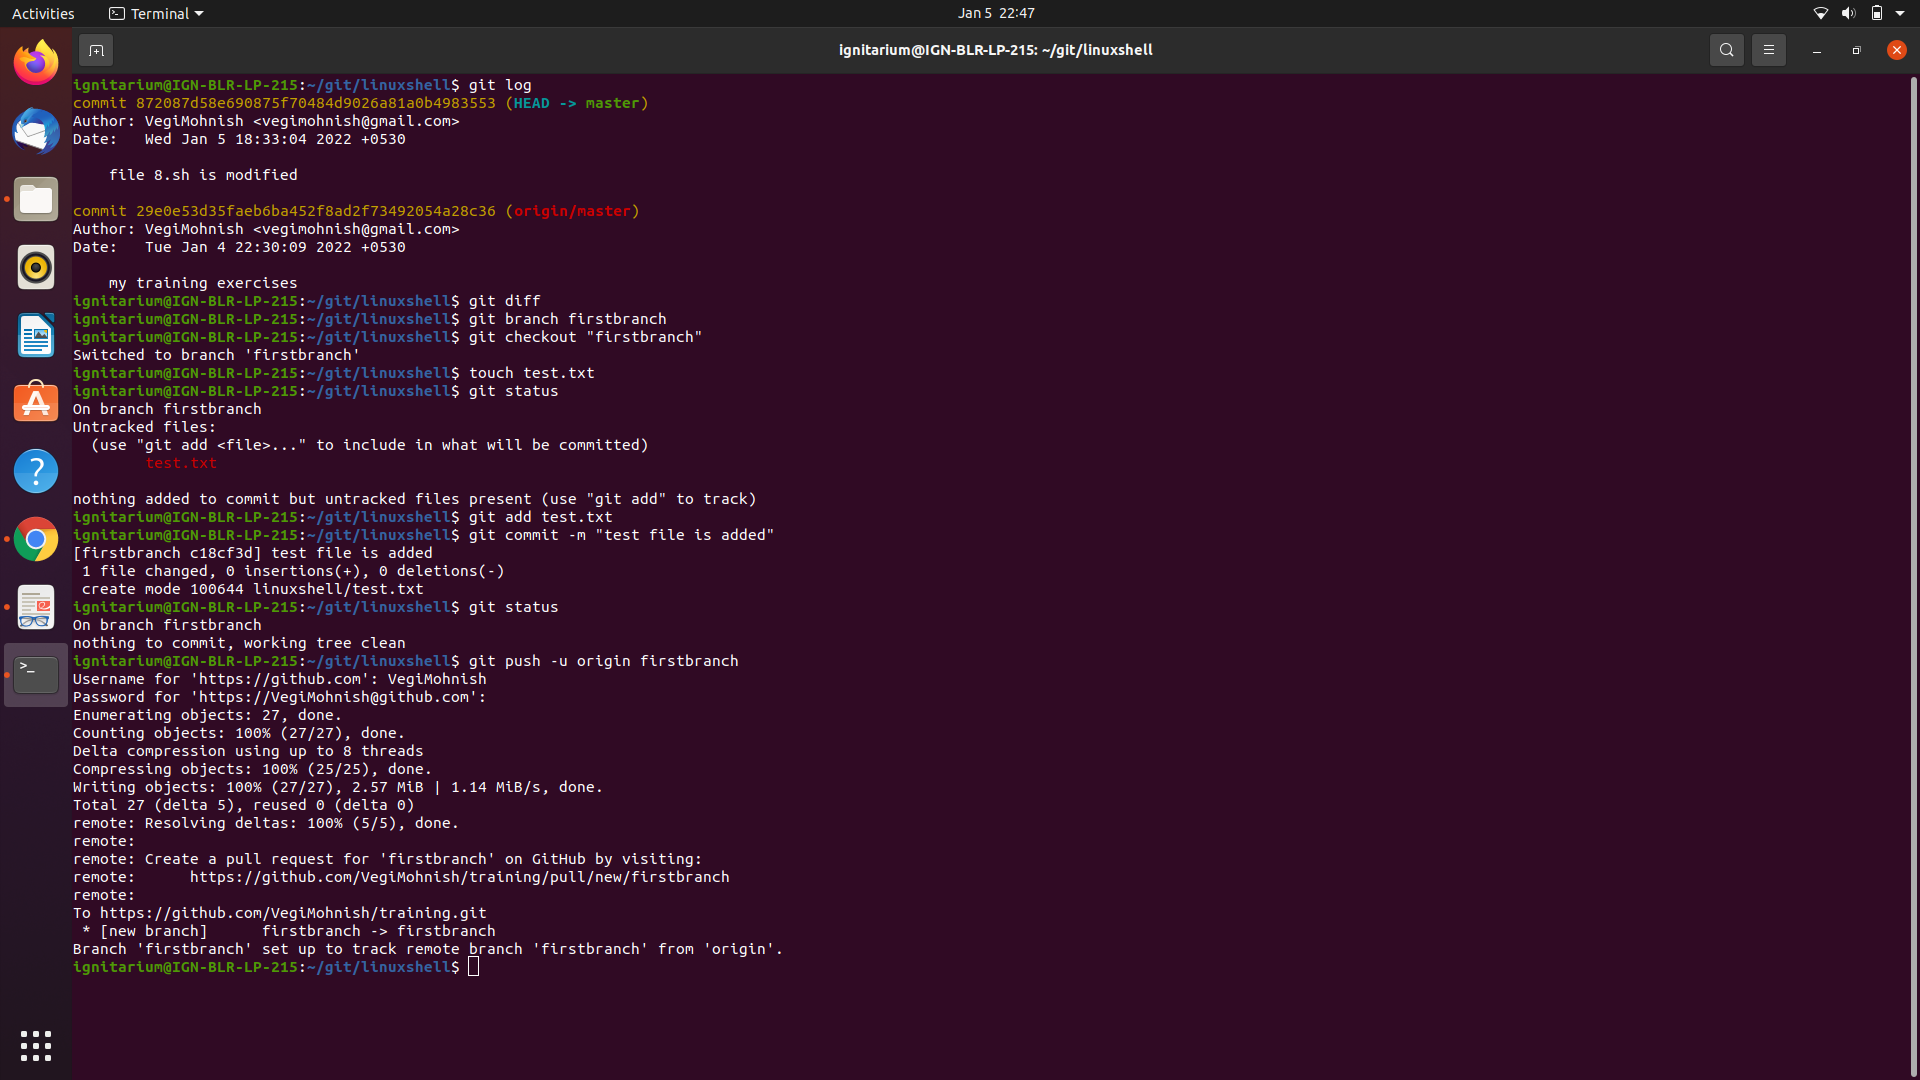 Activities
Terminal
Jan 5 22:47
ignitarium@IGN-BLR-LP-215: ~/git/linuxshell
ignitarium@IGN-BLR-LP-215:~/git/linuxshell$ git log
commit 872087d58e690875f70484d9026a81a0b4983553 (HEAD -> master)
Author: VegiMohnish <vegimohnish@gmail.com>
Date:   Wed Jan 5 18:33:04 2022 +0530
    file 8.sh is modified
commit 29e0e53d35faeb6ba452f8ad2f73492054a28c36 (origin/master)
Author: VegiMohnish <vegimohnish@gmail.com>
Date:   Tue Jan 4 22:30:09 2022 +0530
    my training exercises
ignitarium@IGN-BLR-LP-215:~/git/linuxshell$ git diff
ignitarium@IGN-BLR-LP-215:~/git/linuxshell$ git branch firstbranch
ignitarium@IGN-BLR-LP-215:~/git/linuxshell$ git checkout "firstbranch"
Switched to branch 'firstbranch'
ignitarium@IGN-BLR-LP-215:~/git/linuxshell$ touch test.txt
ignitarium@IGN-BLR-LP-215:~/git/linuxshell$ git status
On branch firstbranch
Untracked files:
  (use "git add <file>..." to include in what will be committed)
        test.txt
nothing added to commit but untracked files present (use "git add" to track)
ignitarium@IGN-BLR-LP-215:~/git/linuxshell$ git add test.txt
ignitarium@IGN-BLR-LP-215:~/git/linuxshell$ git commit -m "test file is added"
[firstbranch c18cf3d] test file is added
 1 file changed, 0 insertions(+), 0 deletions(-)
 create mode 100644 linuxshell/test.txt
ignitarium@IGN-BLR-LP-215:~/git/linuxshell$ git status
On branch firstbranch
nothing to commit, working tree clean
ignitarium@IGN-BLR-LP-215:~/git/linuxshell$ git push -u origin firstbranch
Username for 'https://github.com': VegiMohnish
Password for 'https://VegiMohnish@github.com':
Enumerating objects: 27, done.
Counting objects: 100% (27/27), done.
Delta compression using up to 8 threads
Compressing objects: 100% (25/25), done.
Writing objects: 100% (27/27), 2.57 MiB | 1.14 MiB/s, done.
Total 27 (delta 5), reused 0 (delta 0)
remote: Resolving deltas: 100% (5/5), done.
remote:
remote: Create a pull request for 'firstbranch' on GitHub by visiting:
remote:      https://github.com/VegiMohnish/training/pull/new/firstbranch
remote:
To https://github.com/VegiMohnish/training.git
 * [new branch]      firstbranch -> firstbranch
Branch 'firstbranch' set up to track remote branch 'firstbranch' from 'origin'.
ignitarium@IGN-BLR-LP-215:~/git/linuxshell$